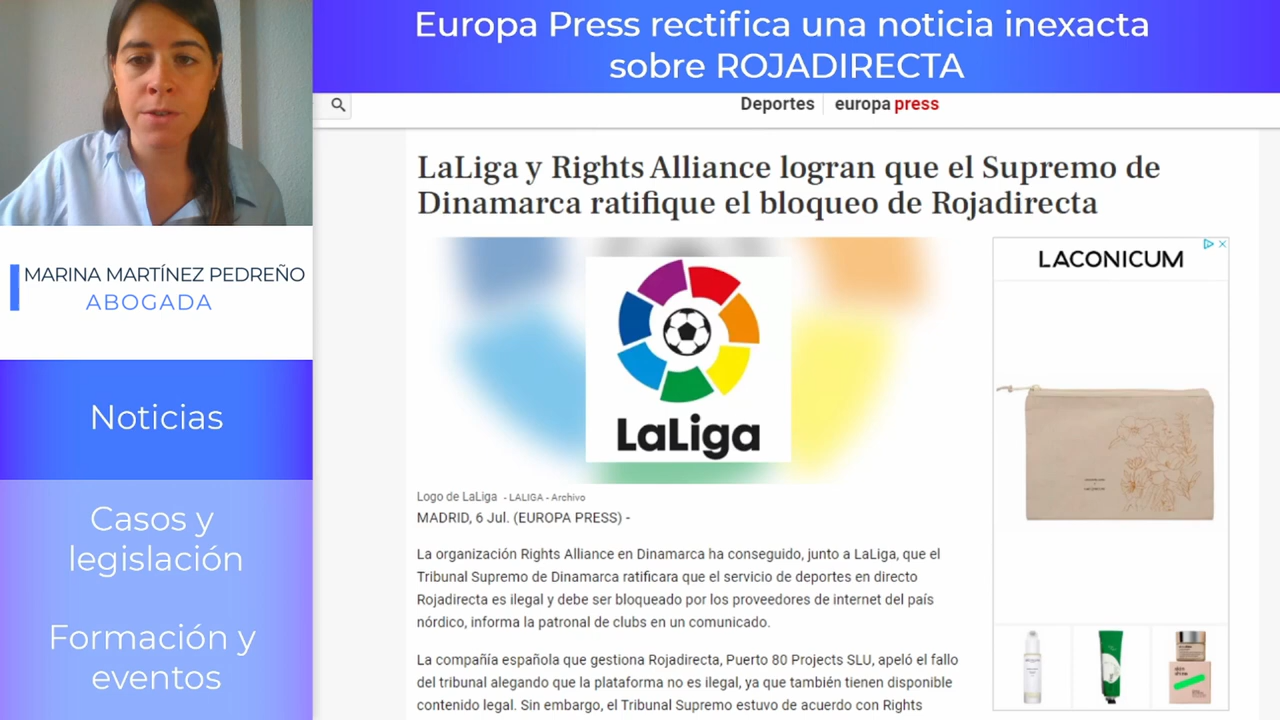 Europa Press rectifica una noticia inexacta
sobre ROJADIRECTA
MARINA MARTÍNEZ PEDREÑO
ABOGADA
Noticias
Casos y
legislación
Formación y
eventos
Deportes europa press
LaLiga y Rights Alliance logran que el Supremo de
Dinamarca ratifique el bloqueo de Rojadirecta
LaLiga
Logo de LaLiga - LALIGA - Archivo
MADRID, 6 Jul. (EUROPA PRESS) -
La organización Rights Alliance en Dinamarca ha conseguido, junto a LaLiga, que el
Tribunal Supremo de Dinamarca ratificara que el servicio de deportes en directo
Rojadirecta es ilegal y debe ser bloqueado por los proveedores de internet del país
nórdico, informa la patronal de clubs en un comunicado.
La compañía española que gestiona Rojadirecta, Puerto 80 Projects SLU, apeló el fallo
del tribunal alegando que la plataforma no es ilegal, ya que también tienen disponible
contenido legal. Sin embargo, el Tribunal Supremo estuvo de acuerdo con Rights
LACONICUM